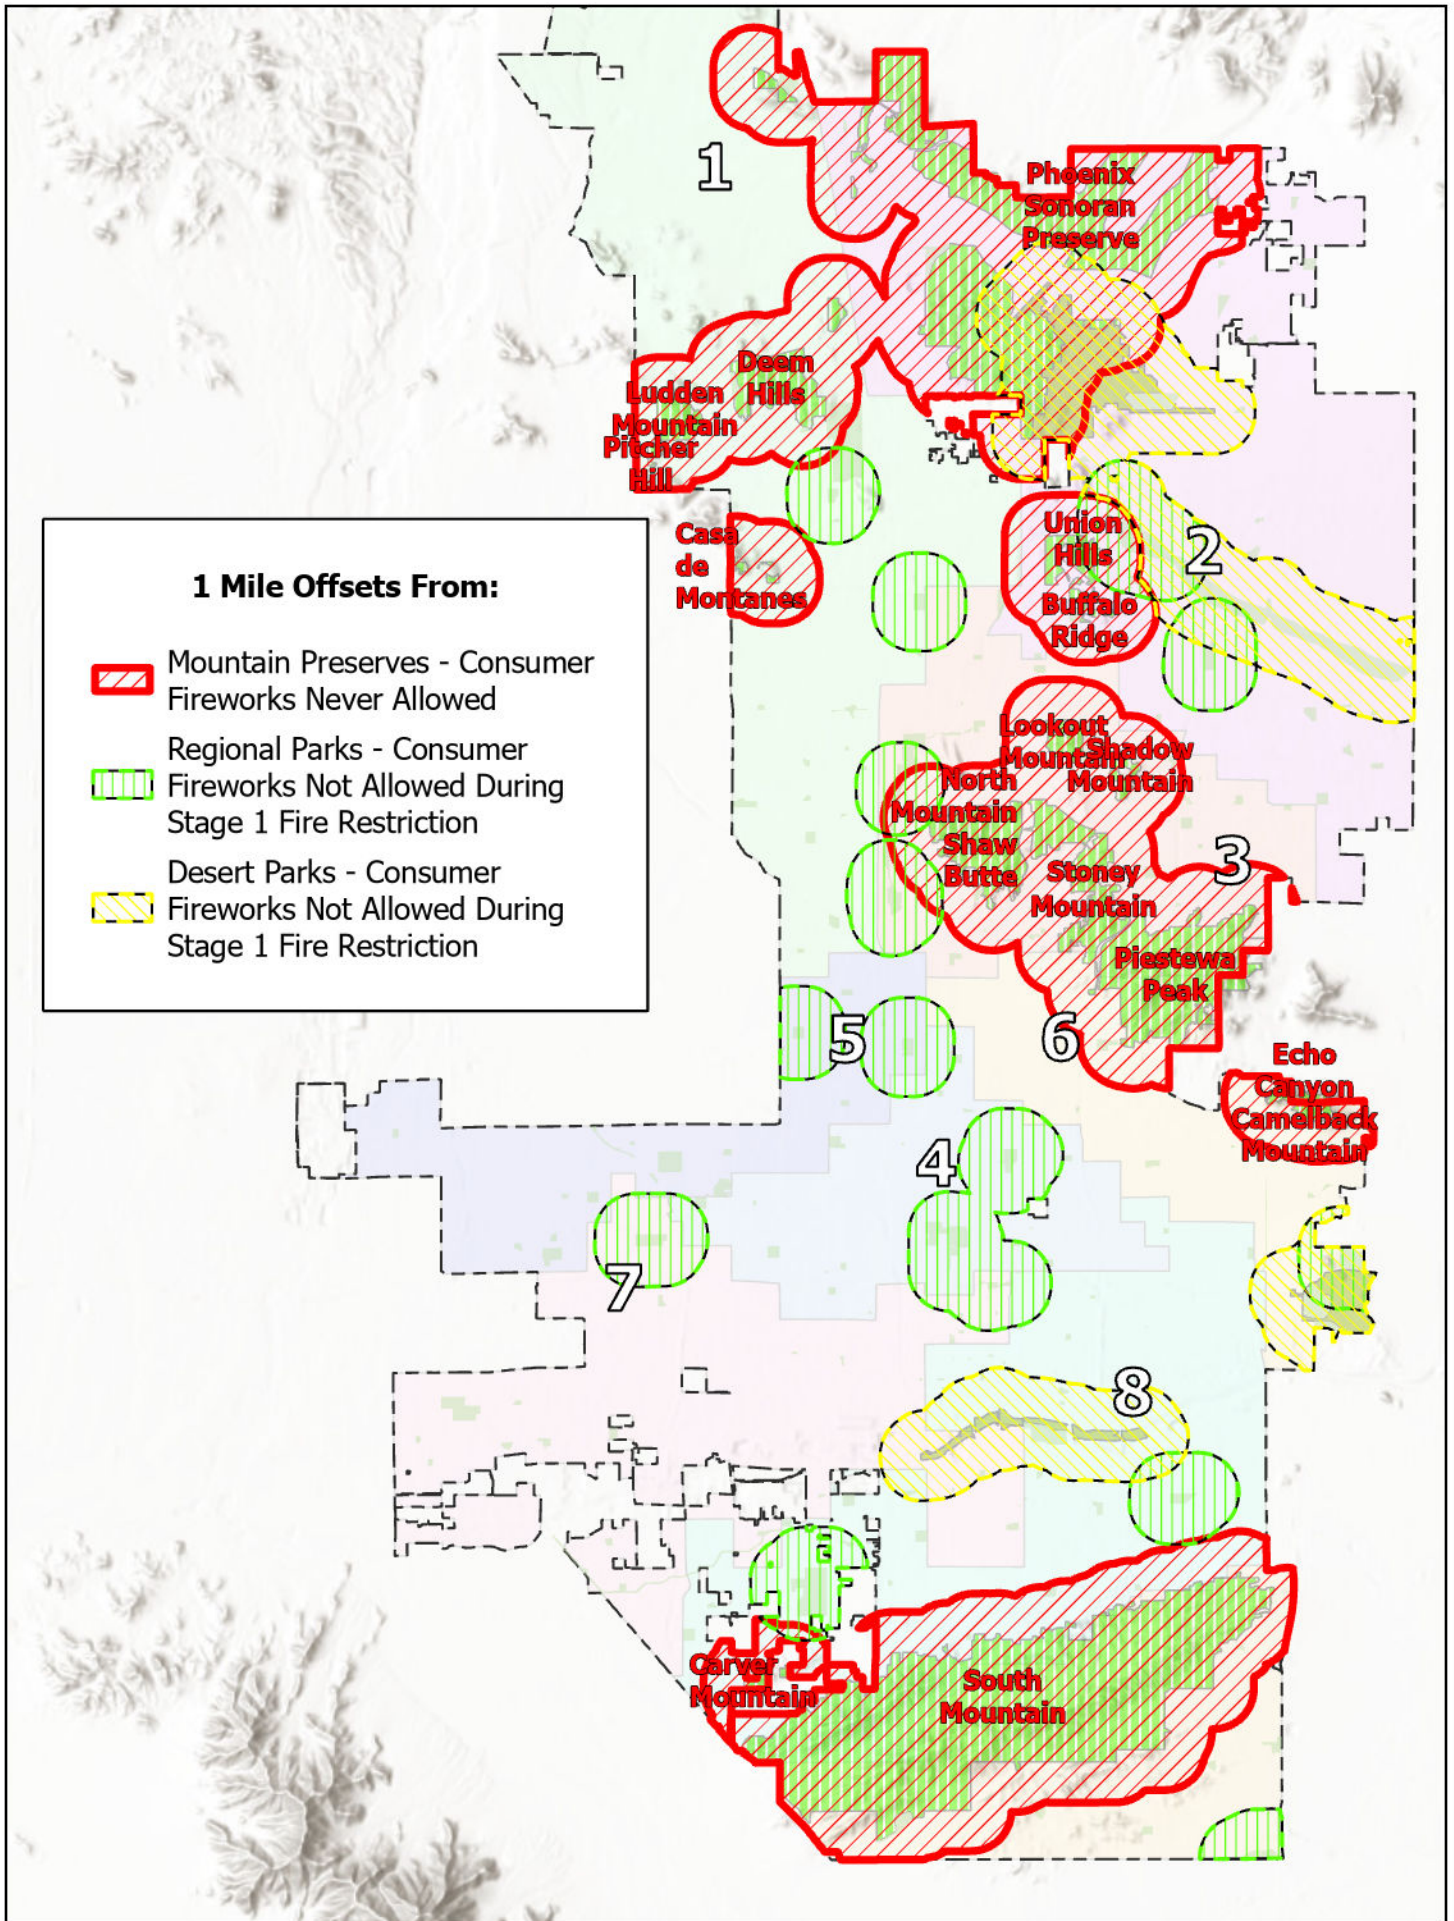 1
Phoenix
Sonoran
Preserve
Deem
Hills
Ludden
Mountain
Pitcher
Hill
Casa
de
Montanes
Union
Hills
2
Buffalo
Ridge
1 Mile Offsets From:
Mountain Preserves - Consumer
Fireworks Never Allowed
Regional Parks - Consumer
Fireworks Not Allowed During
Stage 1 Fire Restriction
Desert Parks - Consumer
Fireworks Not Allowed During
Stage 1 Fire Restriction
Lookout
Mountain
Shadow
Mountain
North
Mountain
Shaw
Butte
Stoney
Mountain
3
Piestewa
Peak
5
6
Echo
Canyon
Camelback
Mountain
4
7
8
Carver
Mountain
South
Mountain